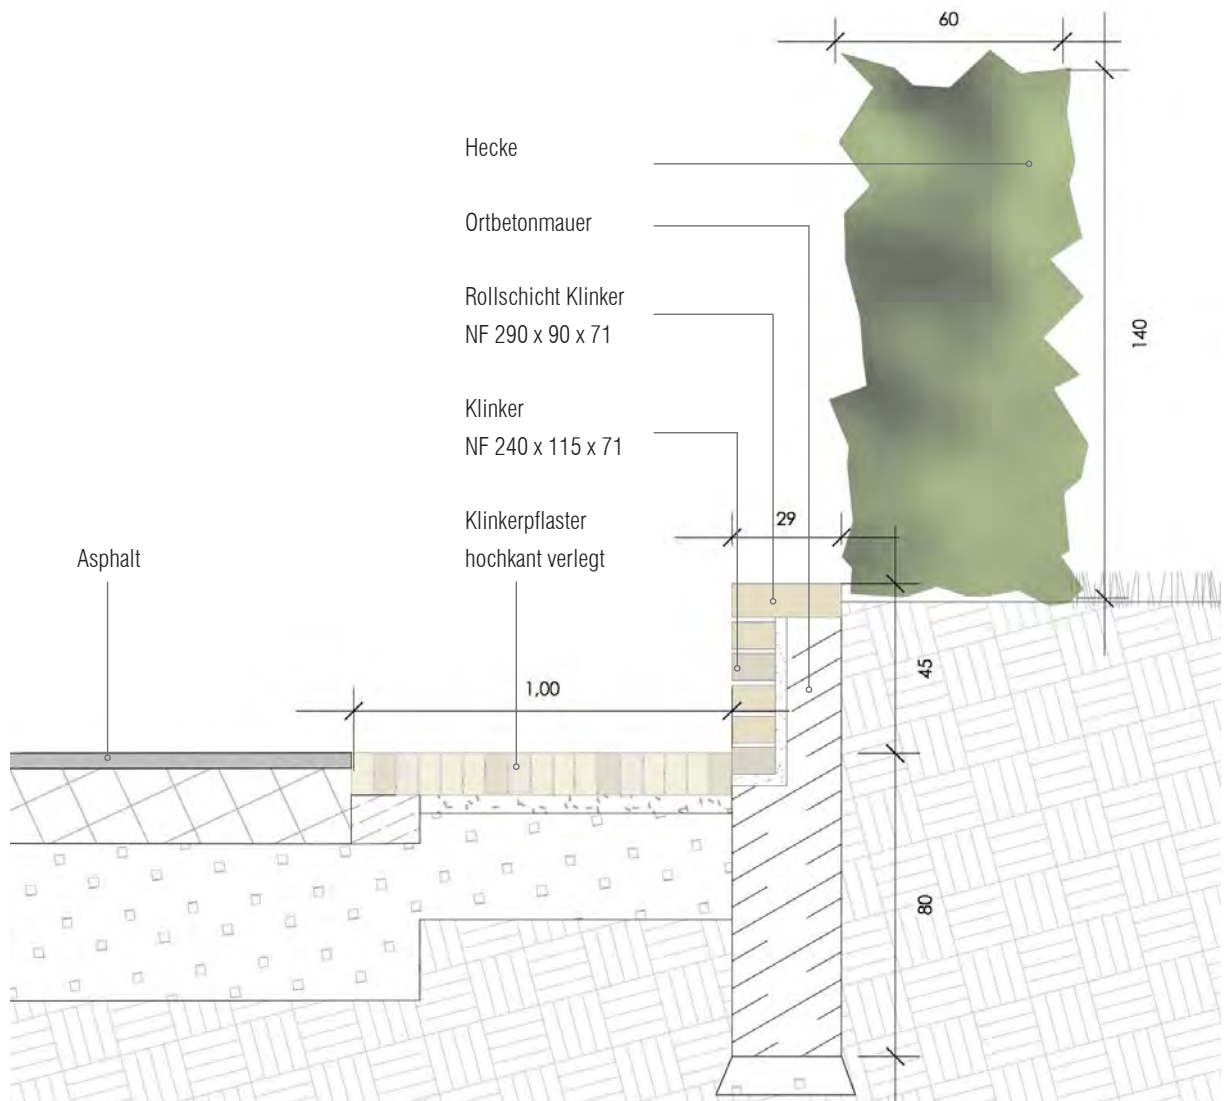 60
Hecke
Ortbetonmauer
Rollschicht Klinker
NF 290 x 90 x 71
140
Klinker
NF 240 x 115 x 71
Klinkerpflaster
hochkant verlegt
29
Asphalt
45
1,00
80